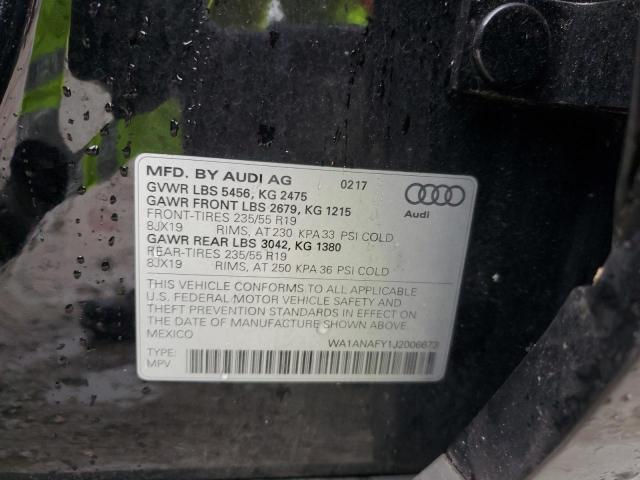 MFD. BY AUDI AG 0217
GVWR LBS 5456, KG 2475
GAWR FRONT LBS 2679, KG 1215
FRONT-TIRES 235/55 R19
8JX19 RIMS, AT 230 KPA 33 PSI COLD
GAWR REAR LBS 3042, KG 1380
REAR-TIRES 235/55 R19
8JX19 RIMS, AT 250 KPA 36 PSI COLD
Audi
THIS VEHICLE CONFORMS TO ALL APPLICABLE
U.S. FEDERAL MOTOR VEHICLE SAFETY AND
THEFT PREVENTION STANDARDS IN EFFECT ON
THE DATE OF MANUFACTURE SHOWN ABOVE.
MEXICO
WA1ANAFY1J2006673
TYPE:
MPV